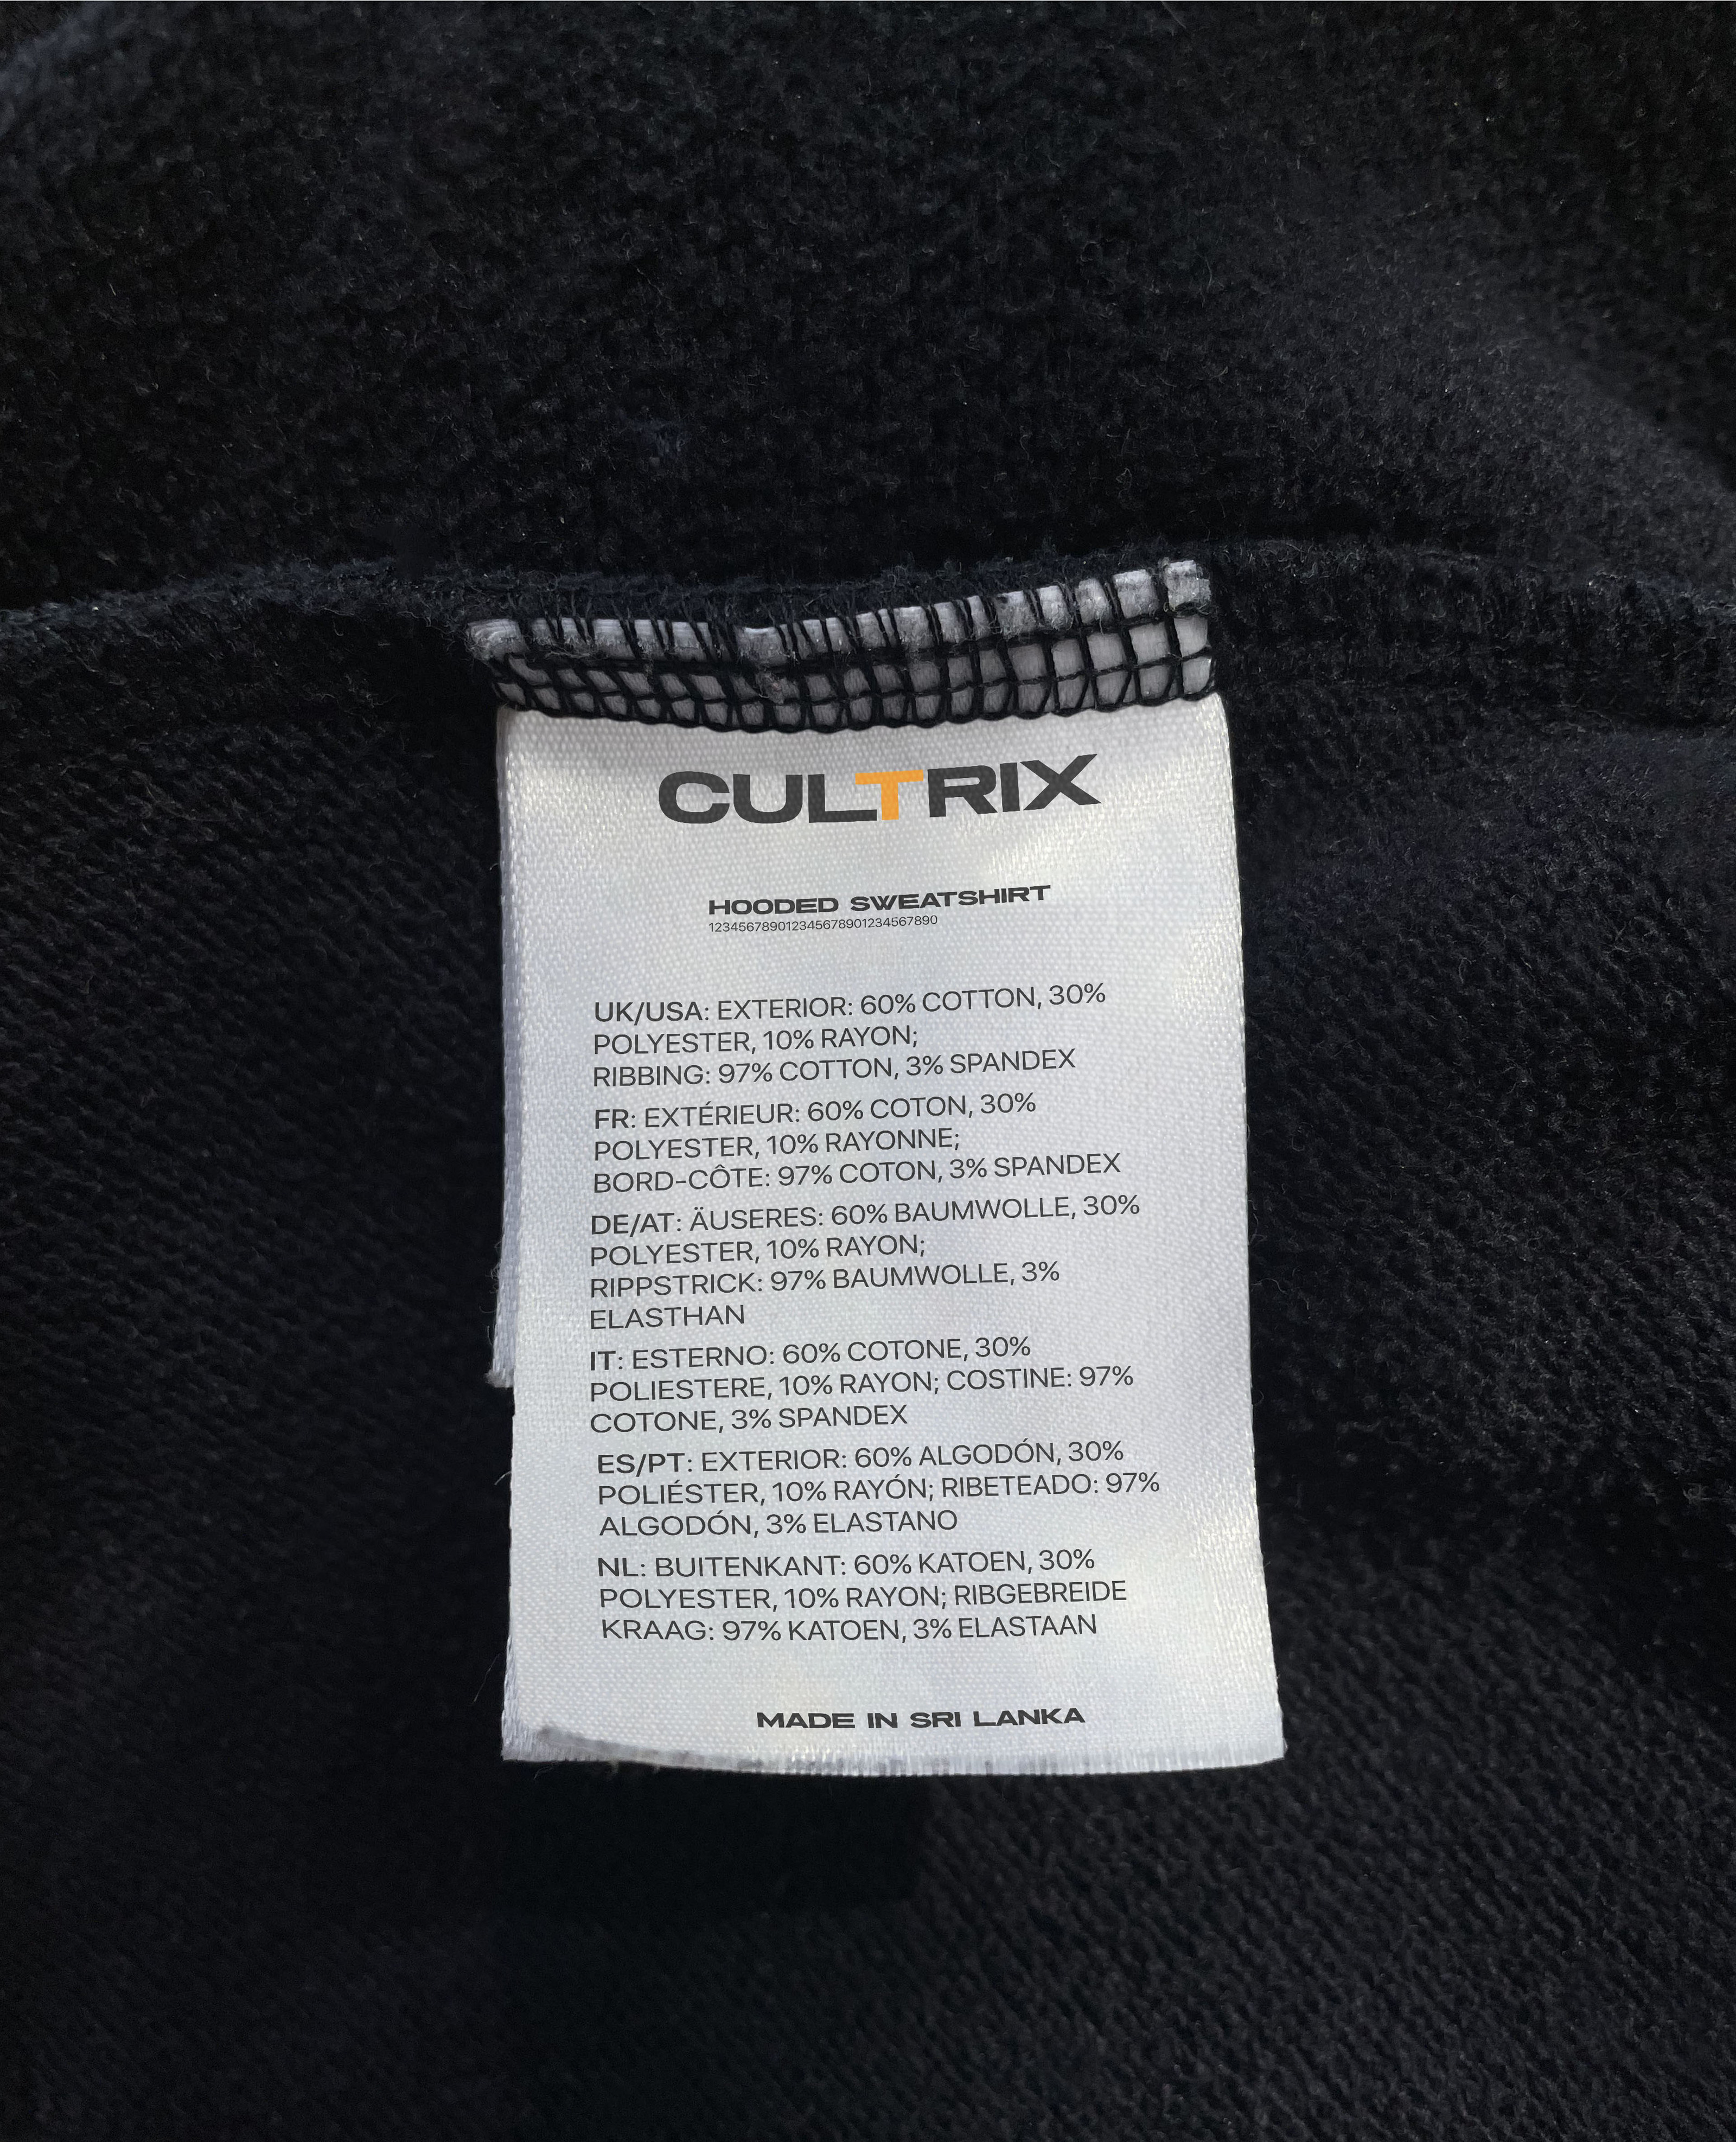 CULTRIX
HOODED SWEATSHIRT
123456789012345678901234567890
UK/USA: EXTERIOR: 60% COTTON, 30%
POLYESTER, 10% RAYON;
RIBBING: 97% COTTON, 3% SPANDEX
FR: EXTÉRIEUR: 60% COTON, 30%
POLYESTER, 10% RAYONNE;
BORD-CÔTE: 97% COTON, 3% SPANDEX
DE/AT: ÄUSERES: 60% BAUMWOLLE, 30%
POLYESTER, 10% RAYON;
RIPPSTRICK: 97% BAUMWOLLE, 3%
ELASTHAN
IT: ESTERNO: 60% COTONE, 30%
POLIESTERE, 10% RAYON; COSTINE: 97%
COTONE, 3% SPANDEX
ES/PT: EXTERIOR: 60% ALGODÓN, 30%
POLIÉSTER, 10% RAYÓN; RIBETEADO: 97%
ALGODÓN, 3% ELASTANO
NL: BUITENKANT: 60% KATOEN, 30%
POLYESTER, 10% RAYON; RIBGEBREIDE
KRAAG: 97% KATOEN, 3% ELASTAAN
MADE IN SRI LANKA